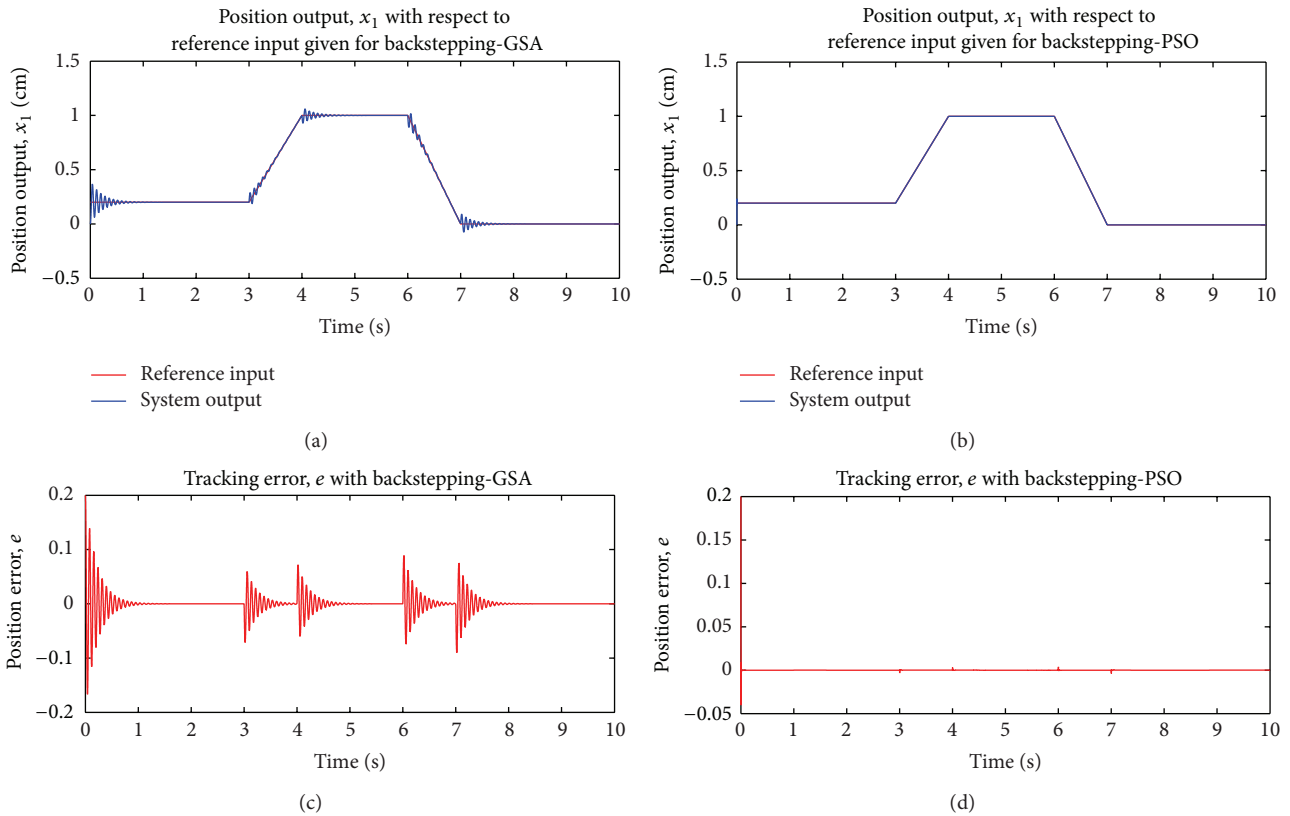 Position output, x1 with respect to
reference input given for backstepping-GSA
1.5
1
0.5
0
−0.5
Position output, x1 (cm)
0 1 2 3 4 5 6 7 8 9 10
Time (s)
Reference input
System output
(a)
Position output, x1 with respect to
reference input given for backstepping-PSO
1.5
1
0.5
0
−0.5
Position output, x1 (cm)
0 1 2 3 4 5 6 7 8 9 10
Time (s)
Reference input
System output
(b)
Tracking error, e with backstepping-GSA
0.2
0.1
0
−0.1
−0.2
Position error, e
0 1 2 3 4 5 6 7 8 9 10
Time (s)
(c)
Tracking error, e with backstepping-PSO
0.2
0.15
0.1
0.05
0
−0.05
Position error, e
0 1 2 3 4 5 6 7 8 9 10
Time (s)
(d)